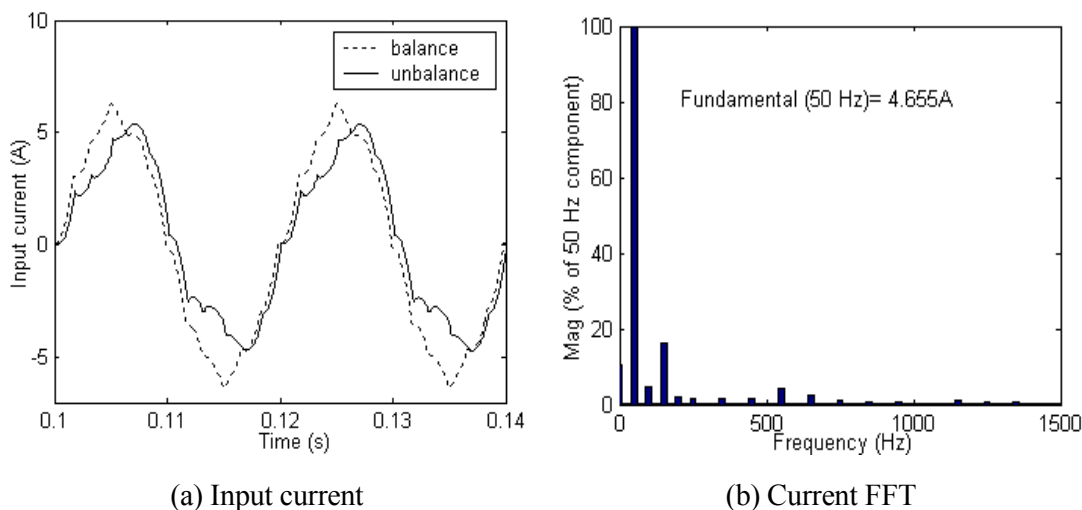 10
5
0
-5
0.1
0.11
0.12
0.13
0.14
Input current (A)
Time (s)
balance
unbalance
(a) Input current
100
80
60
40
20
0
0
500
1000
1500
Mag (% of 50 Hz component)
Frequency (Hz)
Fundamental (50 Hz)= 4.655A
(b) Current FFT